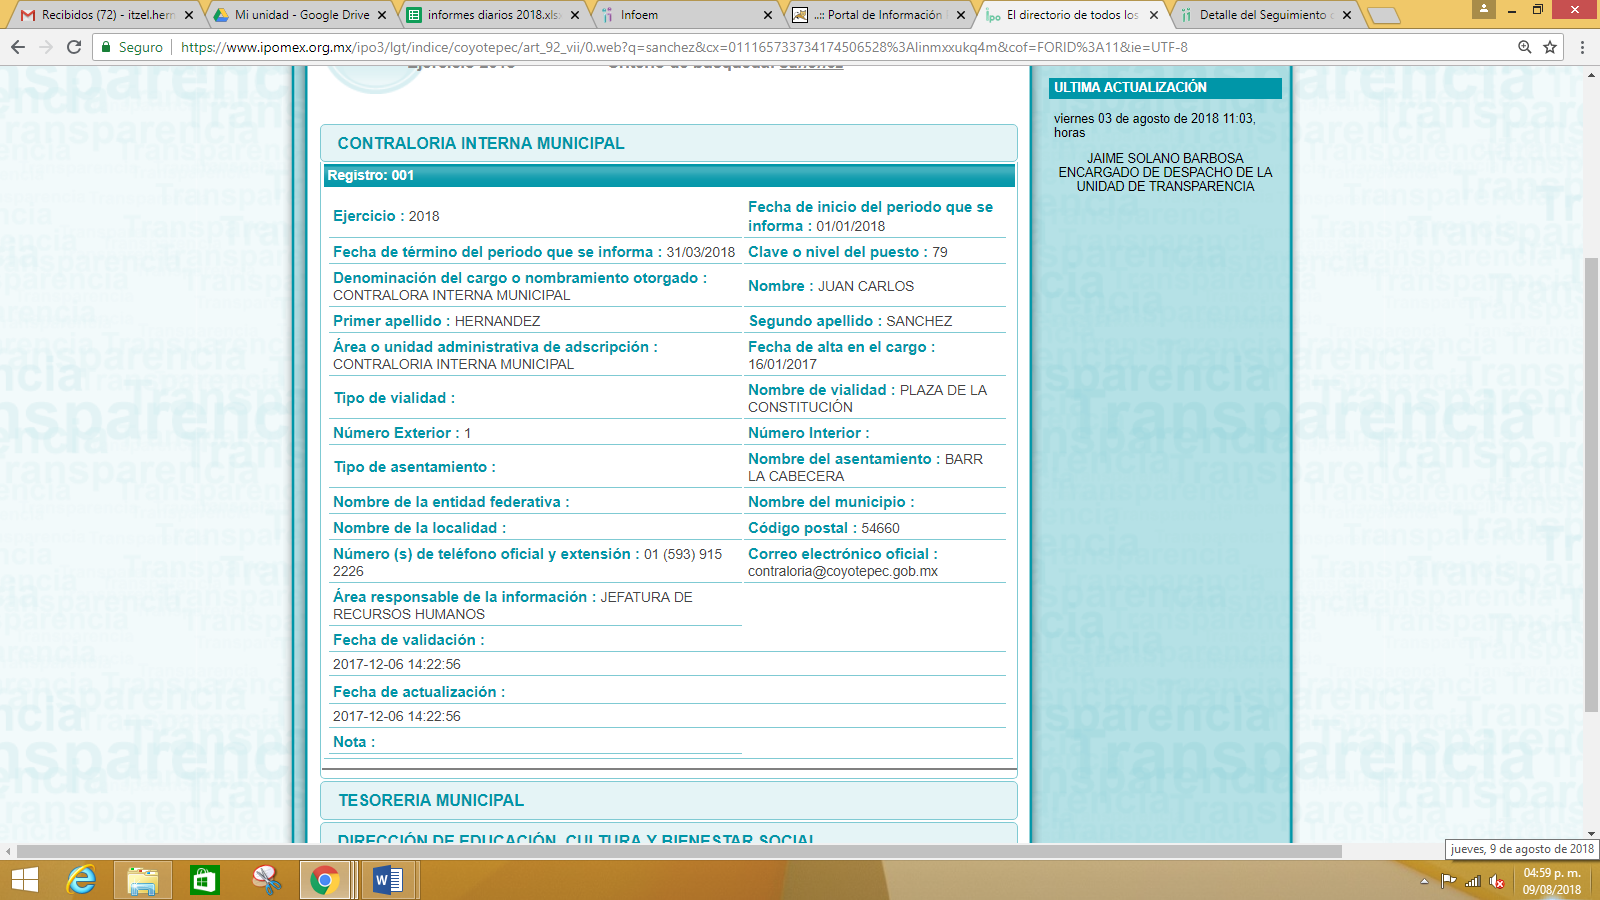 Recibidos (72) - itzel.hern
Mi unidad - Google Drive
informes diarios 2018.xls
Infoem
..:: Portal de Información
El directorio de todos los
Detalle del Seguimiento
Seguro
https://www.ipomex.org.mx/ipo3/lgt/indice/coyotepec/art_92_vii/0.web?q=sanchez&cx=011165733734174506528%3Alinmxxukq4m&cof=FORID%3A11&ie=UTF-8
CONTRALORIA INTERNA MUNICIPAL
Registro: 001
Ejercicio : 2018
Fecha de inicio del periodo que se
informa : 01/01/2018
Fecha de término del periodo que se informa : 31/03/2018
Clave o nivel del puesto : 79
Denominación del cargo o nombramiento otorgado :
CONTRALORA INTERNA MUNICIPAL
Nombre : JUAN CARLOS
Primer apellido : HERNANDEZ
Segundo apellido : SANCHEZ
Área o unidad administrativa de adscripción :
CONTRALORIA INTERNA MUNICIPAL
Fecha de alta en el cargo :
16/01/2017
Tipo de vialidad :
Nombre de vialidad : PLAZA DE LA
CONSTITUCIÓN
Número Exterior : 1
Número Interior :
Tipo de asentamiento :
Nombre del asentamiento : BARR
LA CABECERA
Nombre de la entidad federativa :
Nombre del municipio :
Nombre de la localidad :
Código postal : 54660
Número (s) de teléfono oficial y extensión : 01 (593) 915
2226
Correo electrónico oficial :
contraloria@coyotepec.gob.mx
Área responsable de la información : JEFATURA DE
RECURSOS HUMANOS
Fecha de validación :
2017-12-06 14:22:56
Fecha de actualización :
2017-12-06 14:22:56
Nota :
TESORERIA MUNICIPAL
DIRECCIÓN DE EDUCACIÓN, CULTURA Y BIENESTAR SOCIAL
ULTIMA ACTUALIZACIÓN
viernes 03 de agosto de 2018 11:03,
horas
JAIME SOLANO BARBOSA
ENCARGADO DE DESPACHO DE LA
UNIDAD DE TRANSPARENCIA
jueves, 9 de agosto de 2018
04:59 p. m.
09/08/2018